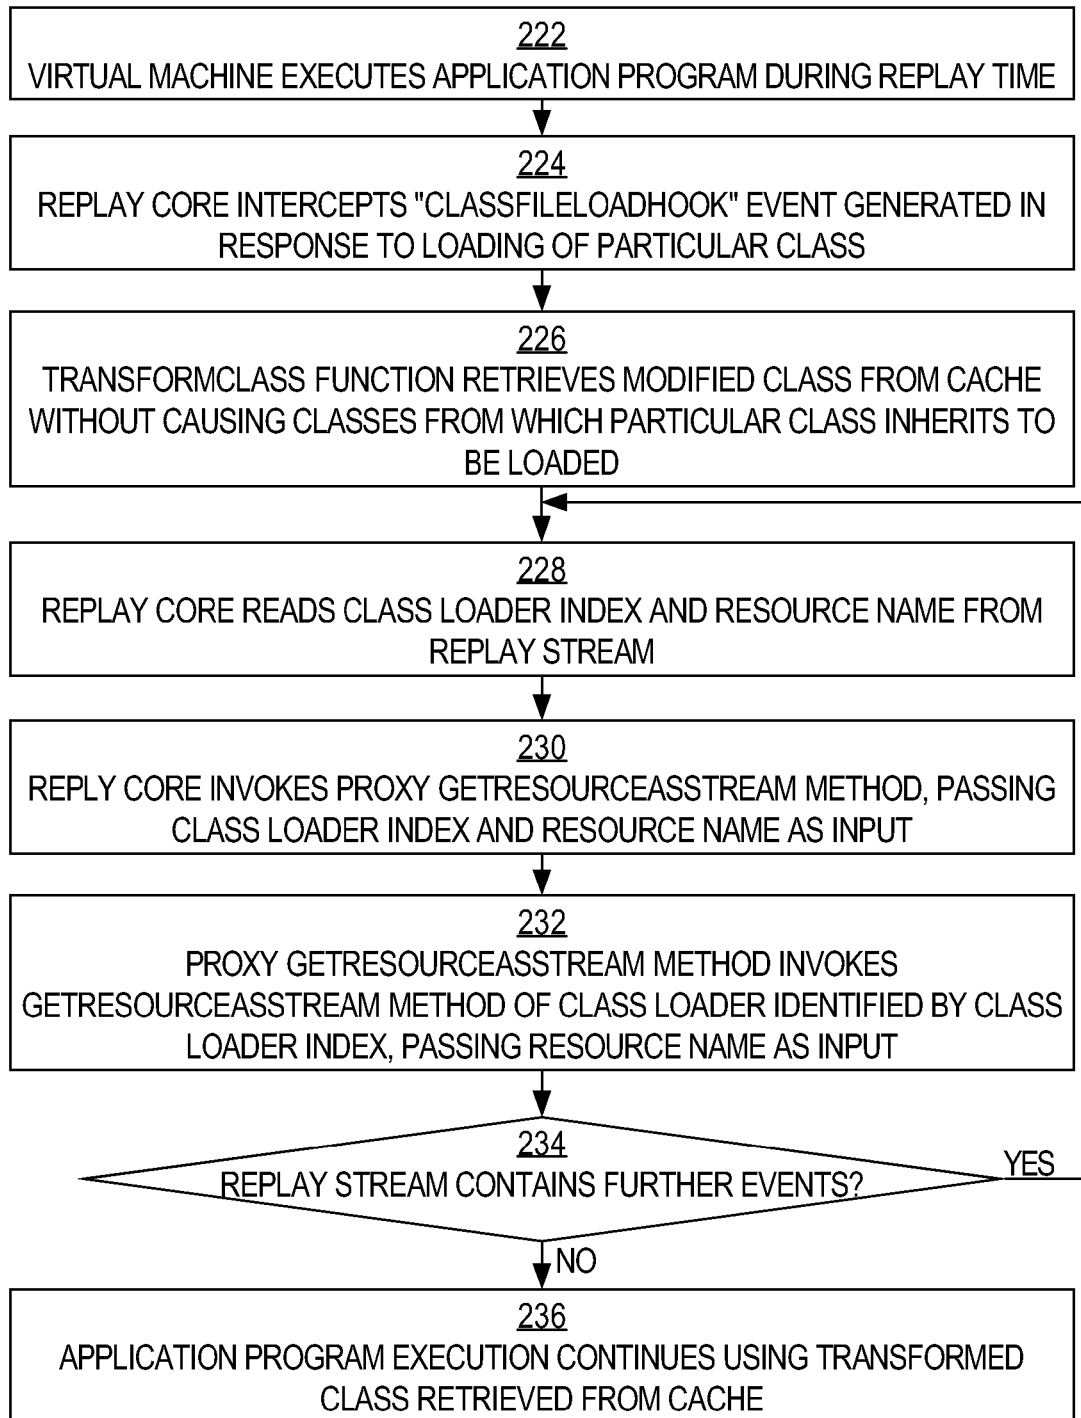 222
VIRTUAL MACHINE EXECUTES APPLICATION PROGRAM DURING REPLAY TIME
224
REPLAY CORE INTERCEPTS "CLASSFILELOADHOOK" EVENT GENERATED IN
RESPONSE TO LOADING OF PARTICULAR CLASS
226
TRANSFORMCLASS FUNCTION RETRIEVES MODIFIED CLASS FROM CACHE
WITHOUT CAUSING CLASSES FROM WHICH PARTICULAR CLASS INHERITS TO
BE LOADED
228
REPLAY CORE READS CLASS LOADER INDEX AND RESOURCE NAME FROM
REPLAY STREAM
230
REPLY CORE INVOKES PROXY GETRESOURCEASSTREAM METHOD, PASSING
CLASS LOADER INDEX AND RESOURCE NAME AS INPUT
232
PROXY GETRESOURCEASSTREAM METHOD INVOKES
GETRESOURCEASSTREAM METHOD OF CLASS LOADER IDENTIFIED BY CLASS
LOADER INDEX, PASSING RESOURCE NAME AS INPUT
234
REPLAY STREAM CONTAINS FURTHER EVENTS?
YES
NO
236
APPLICATION PROGRAM EXECUTION CONTINUES USING TRANSFORMED
CLASS RETRIEVED FROM CACHE